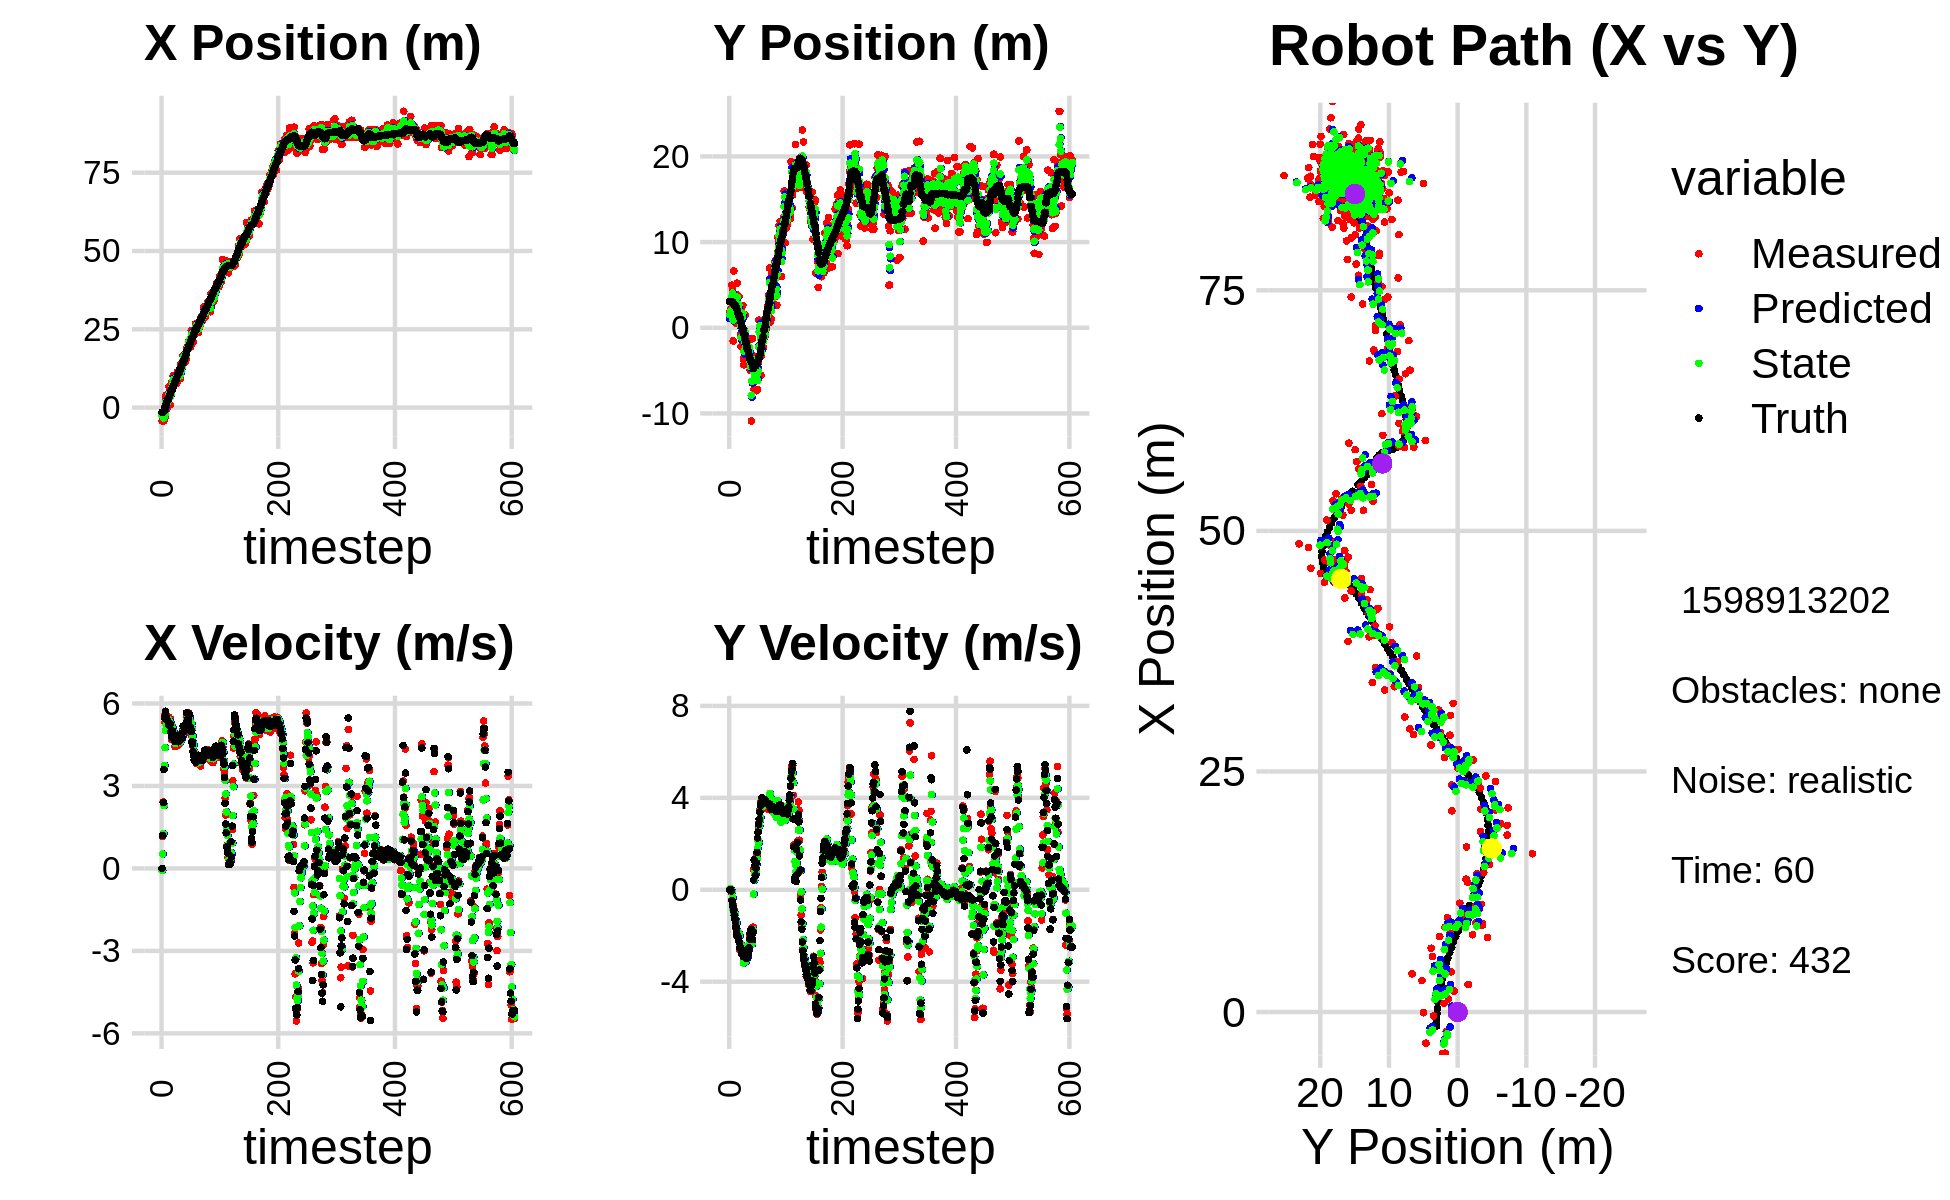 X Position (m)
75
50
25
0
0
200
400
600
timestep
Y Position (m)
20
10
0
-10
0
200
400
600
timestep
X Velocity (m/s)
6
3
0
-3
-6
0
200
400
600
timestep
Y Velocity (m/s)
8
4
0
-4
0
200
400
600
timestep
Robot Path (X vs Y)
X Position (m)
75
50
25
0
20 10 0 -10 -20
Y Position (m)
variable
Measured
Predicted
State
Truth
1598913202
Obstacles: none
Noise: realistic
Time: 60
Score: 432